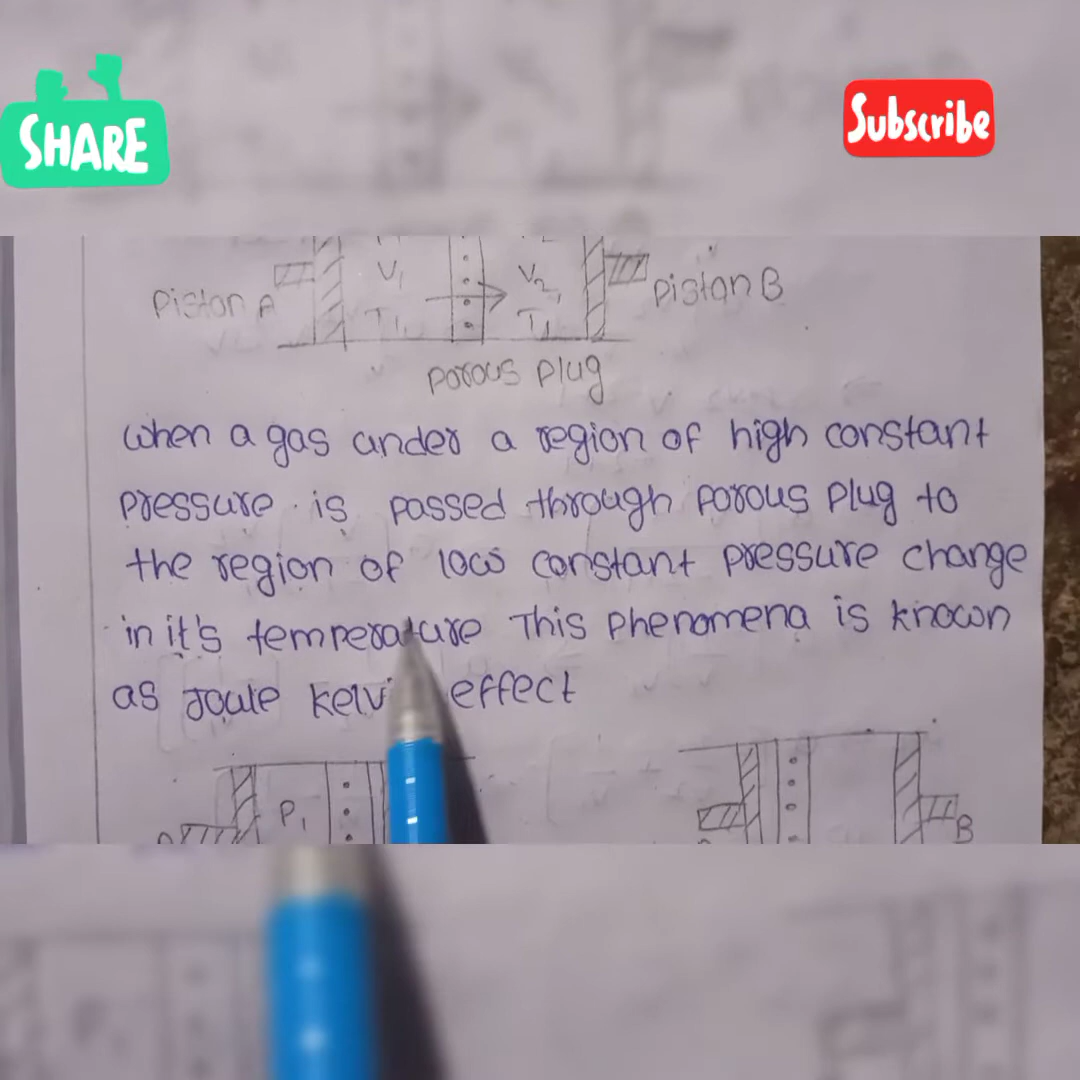 SHARE
Subscribe
V₁ V₂
Piston A Piston B
T₁ T₁
Porous Plug
when a gas under a region of high constant
pressure is passed through porous plug to
the region of low constant pressure change
in it's temperature This phenomena is known
as Joule Kelvi effect
P₁
B